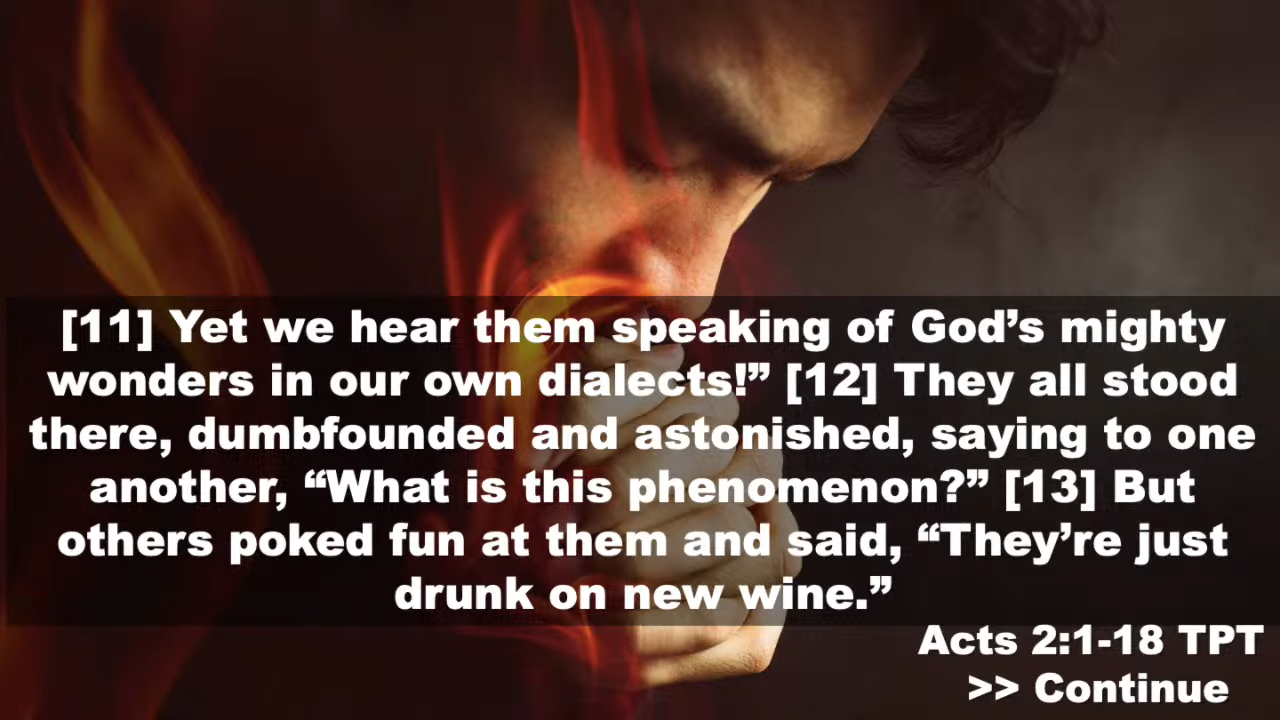 [11] Yet we hear them speaking of God’s mighty
wonders in our own dialects!” [12] They all stood
there, dumbfounded and astonished, saying to one
another, “What is this phenomenon?” [13] But
others poked fun at them and said, “They’re just
drunk on new wine.”
Acts 2:1-18 TPT
>> Continue